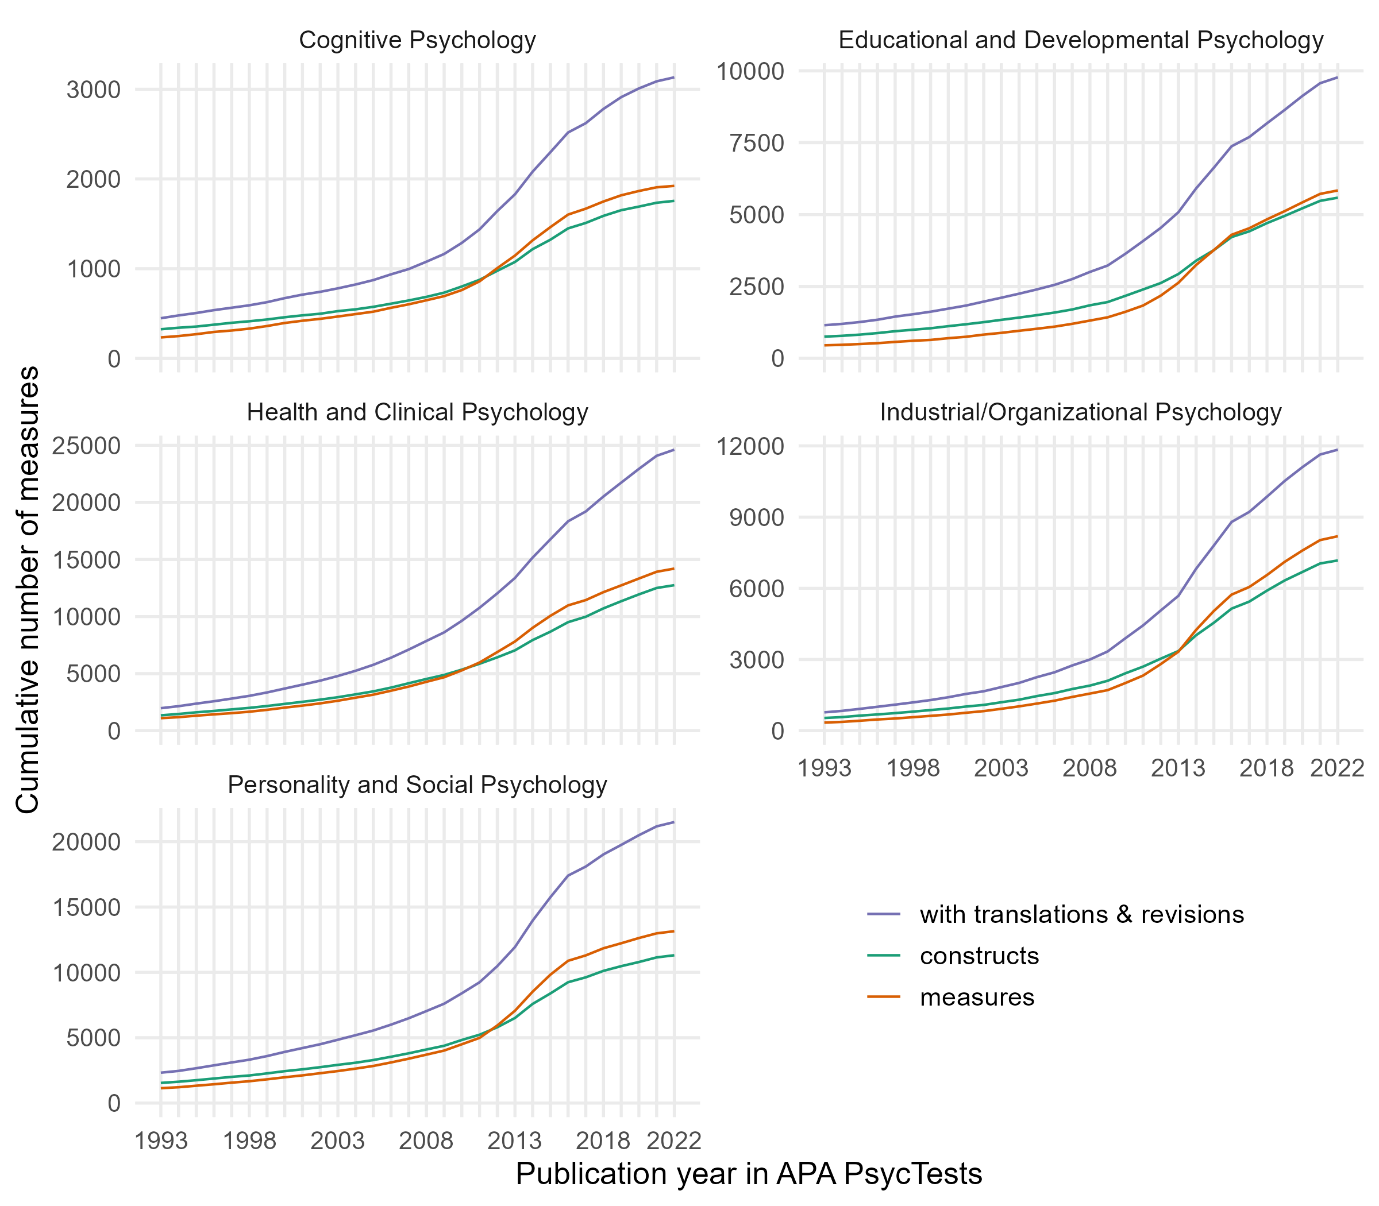 Cognitive Psychology
3000
2000
1000
0
Educational and Developmental Psychology
10000
7500
5000
2500
0
Health and Clinical Psychology
25000
20000
15000
10000
5000
0
Industrial/Organizational Psychology
12000
9000
6000
3000
0
1993 1998 2003 2008 2013 2018 2022
Personality and Social Psychology
20000
15000
10000
5000
0
1993 1998 2003 2008 2013 2018 2022
with translations & revisions
constructs
measures
Cumulative number of measures
Publication year in APA PsycTests